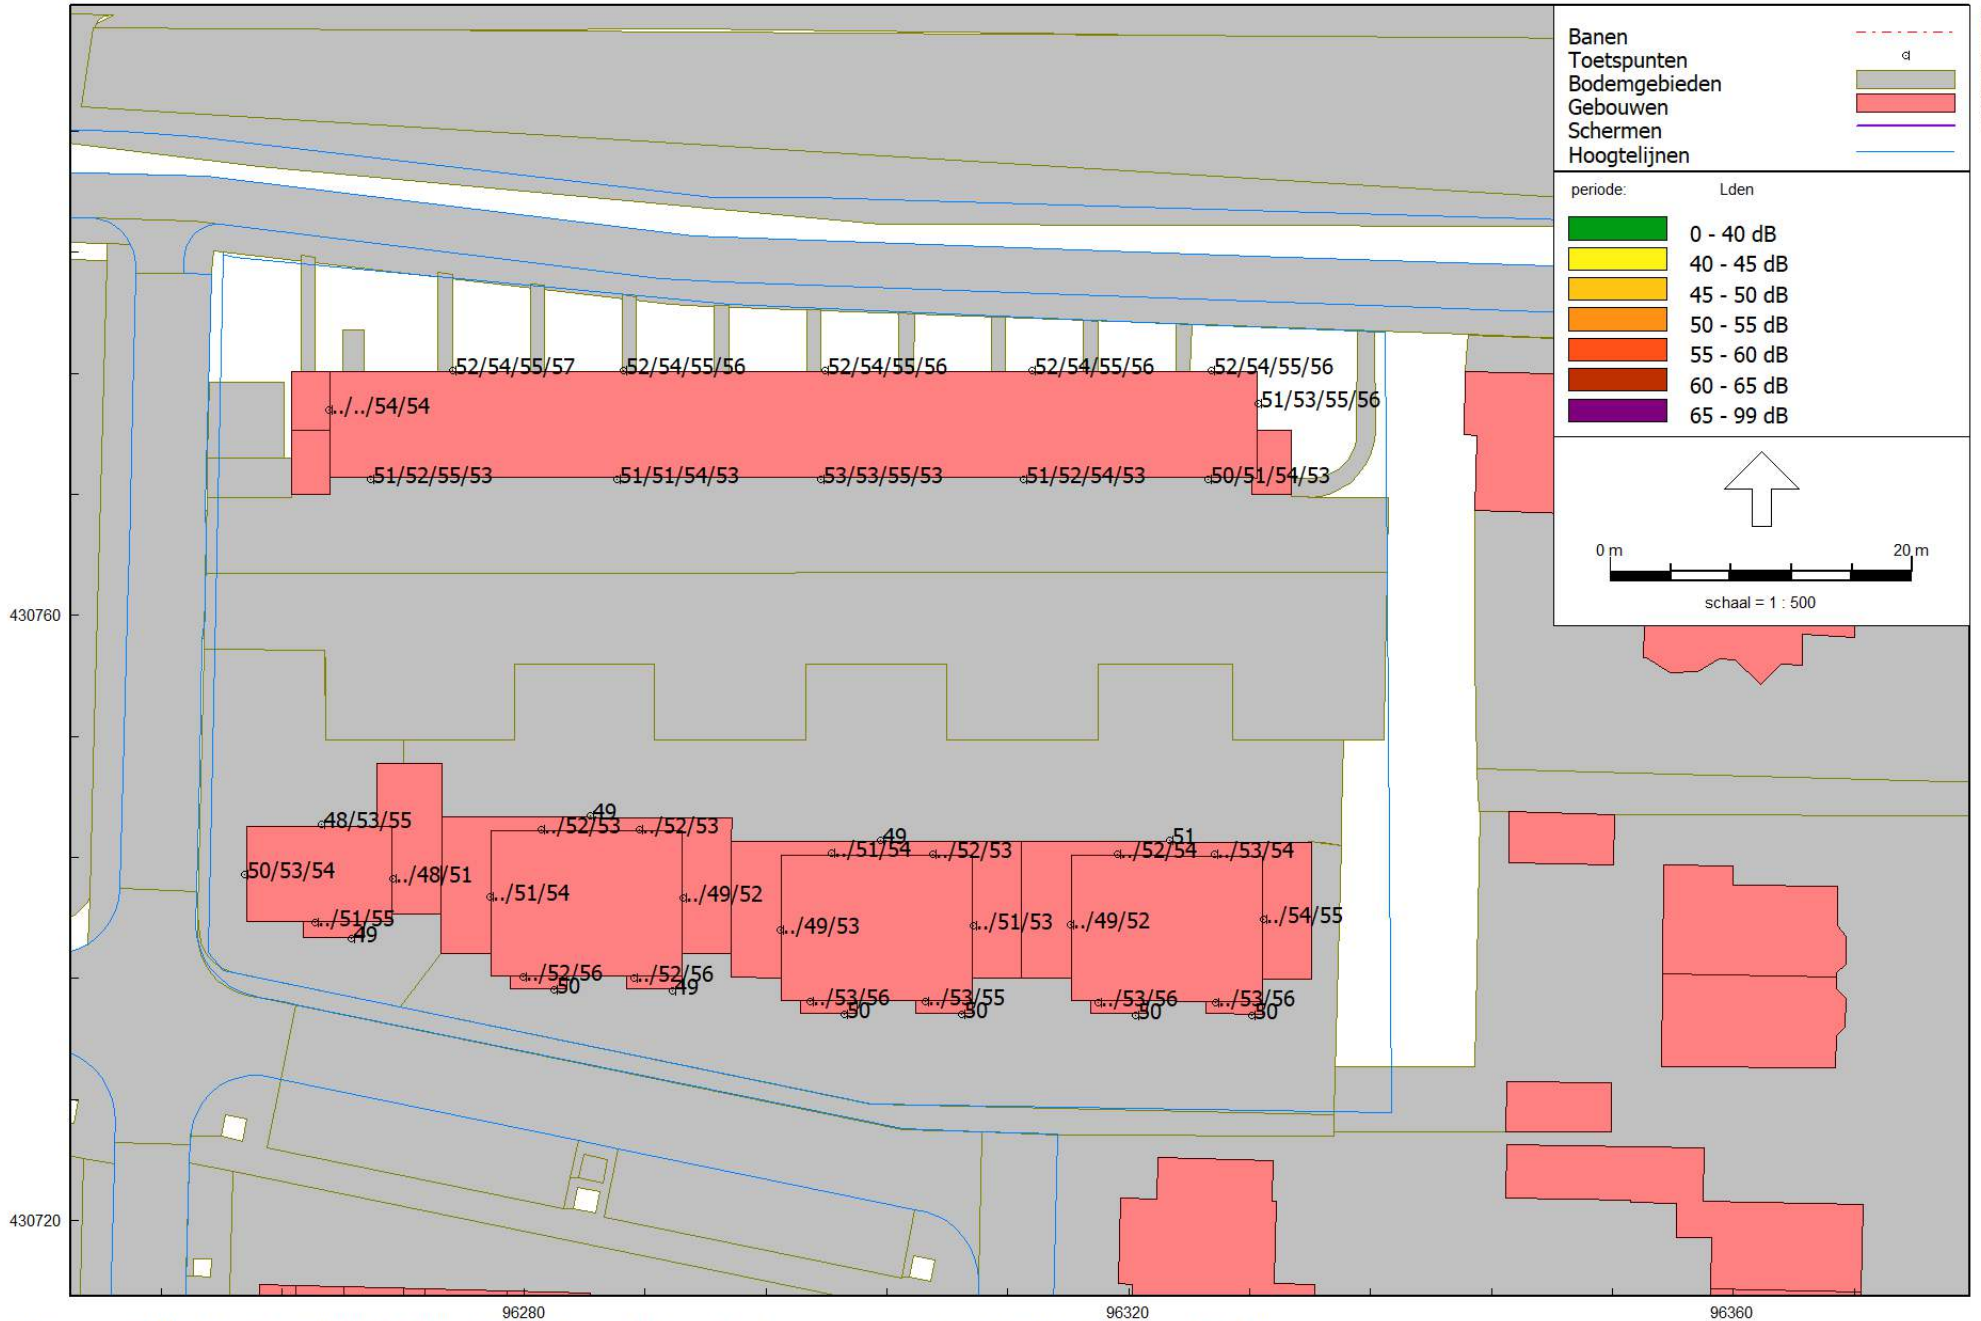 Banen
Toetspunten
Bodemgebieden
Gebouwen
Schermen
Hoogtelijnen
periode: Lden
0 - 40 dB
40 - 45 dB
45 - 50 dB
50 - 55 dB
55 - 60 dB
60 - 65 dB
65 - 99 dB
0 m 20 m
schaal = 1 : 500
52/54/55/57 52/54/55/56 52/54/55/56 52/54/55/56 52/54/55/56
../../54/54 51/53/55/56
51/52/55/53 51/51/54/53 53/53/55/53 51/52/54/53 50/51/54/53
430760
49
48/53/55 ../52/53 ../52/53
49 51
../51/54 ../52/53 ../52/54 ../53/54
50/53/54 ../48/51
../51/54 ../49/52
../51/55 ../49/53 ../51/53 ../49/52 ../54/55
49
../52/56 ../52/56
50 49
../53/56 ../53/55 ../53/56 ../53/56
50 50 50 50
430720
96280 96320 96360